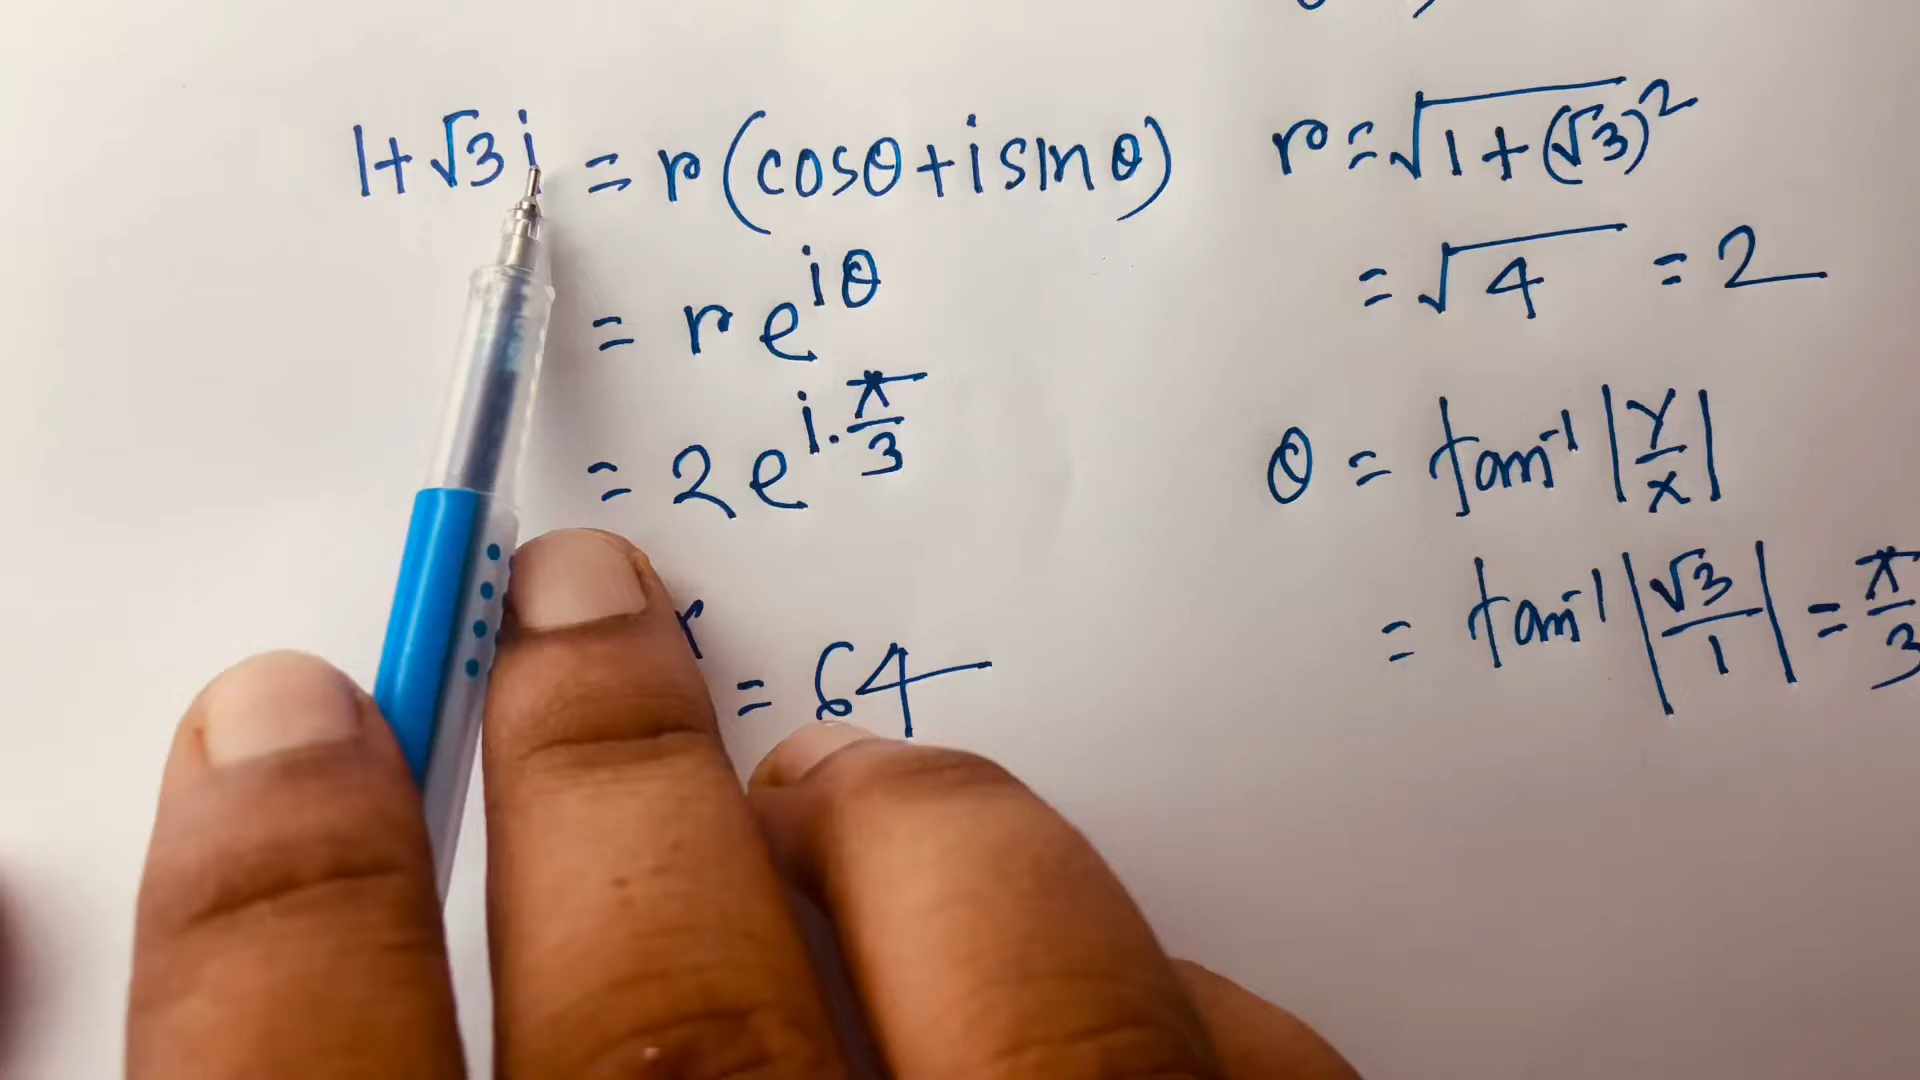 1+√3i = r(cosθ+isinθ)
= re^iθ
= 2e^i.π/3
= 64
r=√1+(√3)²
=√4 = 2
θ = tan⁻¹|y/x|
= tan⁻¹|√3/1| = π/3